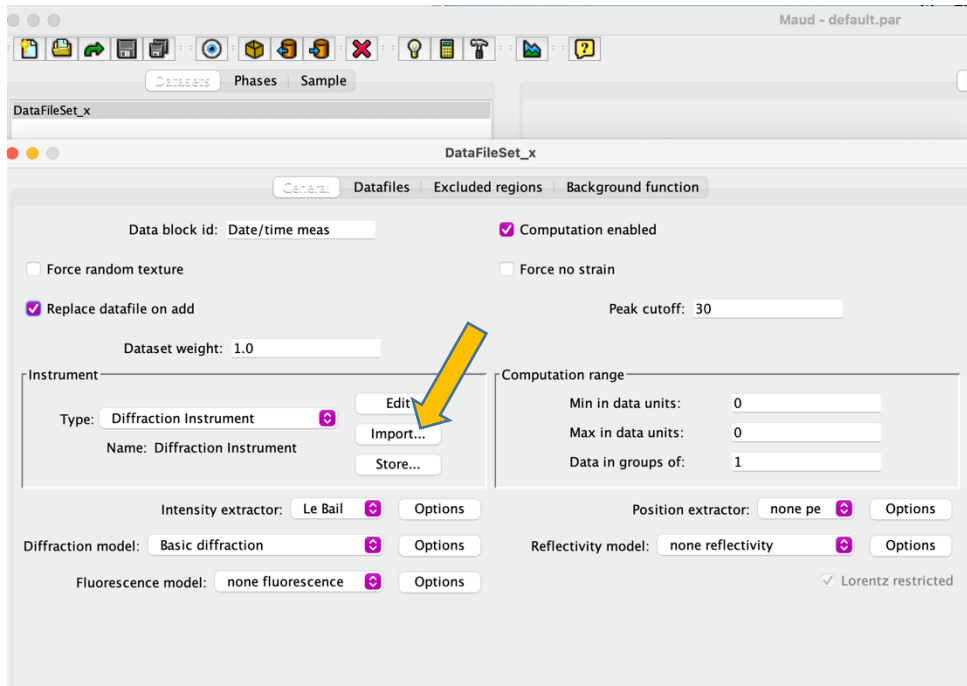 Maud - default.par
Datasets Phases Sample
DataFileSet_x
DataFileSet_x
General Datafiles Excluded regions Background function
Data block id: Date/time meas
Computation enabled
Force random texture
Force no strain
Replace datafile on add
Peak cutoff: 30
Dataset weight: 1.0
Instrument
Computation range
Type: Diffraction Instrument
Edit
Min in data units: 0
Import...
Max in data units: 0
Name: Diffraction Instrument
Store...
Data in groups of: 1
Intensity extractor: Le Bail Options
Position extractor: none pe Options
Diffraction model: Basic diffraction Options
Reflectivity model: none reflectivity Options
Fluorescence model: none fluorescence Options
Lorentz restricted